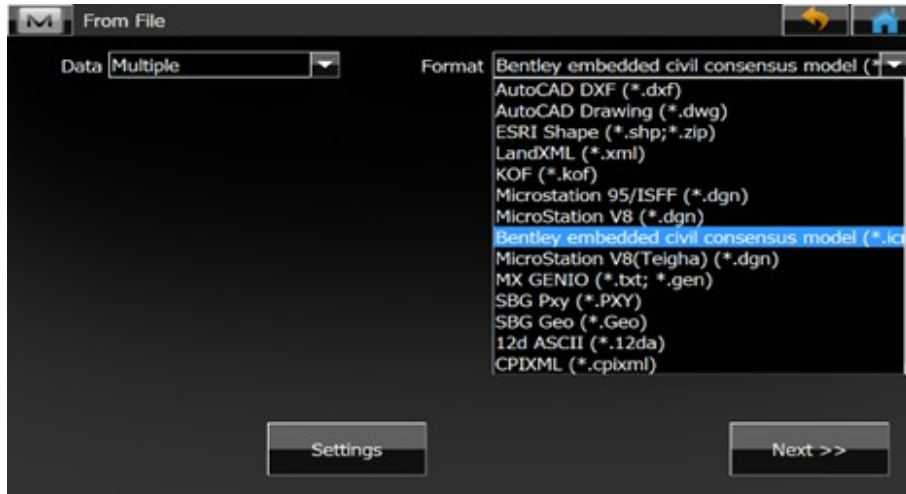 From File
Data Multiple
Format Bentley embedded civil consensus model (*
AutoCAD DXF (*.dxf)
AutoCAD Drawing (*.dwg)
ESRI Shape (*.shp;*.zip)
LandXML (*.xml)
KOF (*.kof)
Microstation 95/ISFF (*.dgn)
MicroStation V8 (*.dgn)
Bentley embedded civil consensus model (*.icm
MicroStation V8(Teigha) (*.dgn)
MX GENIO (*.txt; *.gen)
SBG Pxy (*.PXY)
SBG Geo (*.Geo)
12d ASCII (*.12da)
CPIXML (*.cpixml)
Settings
Next >>